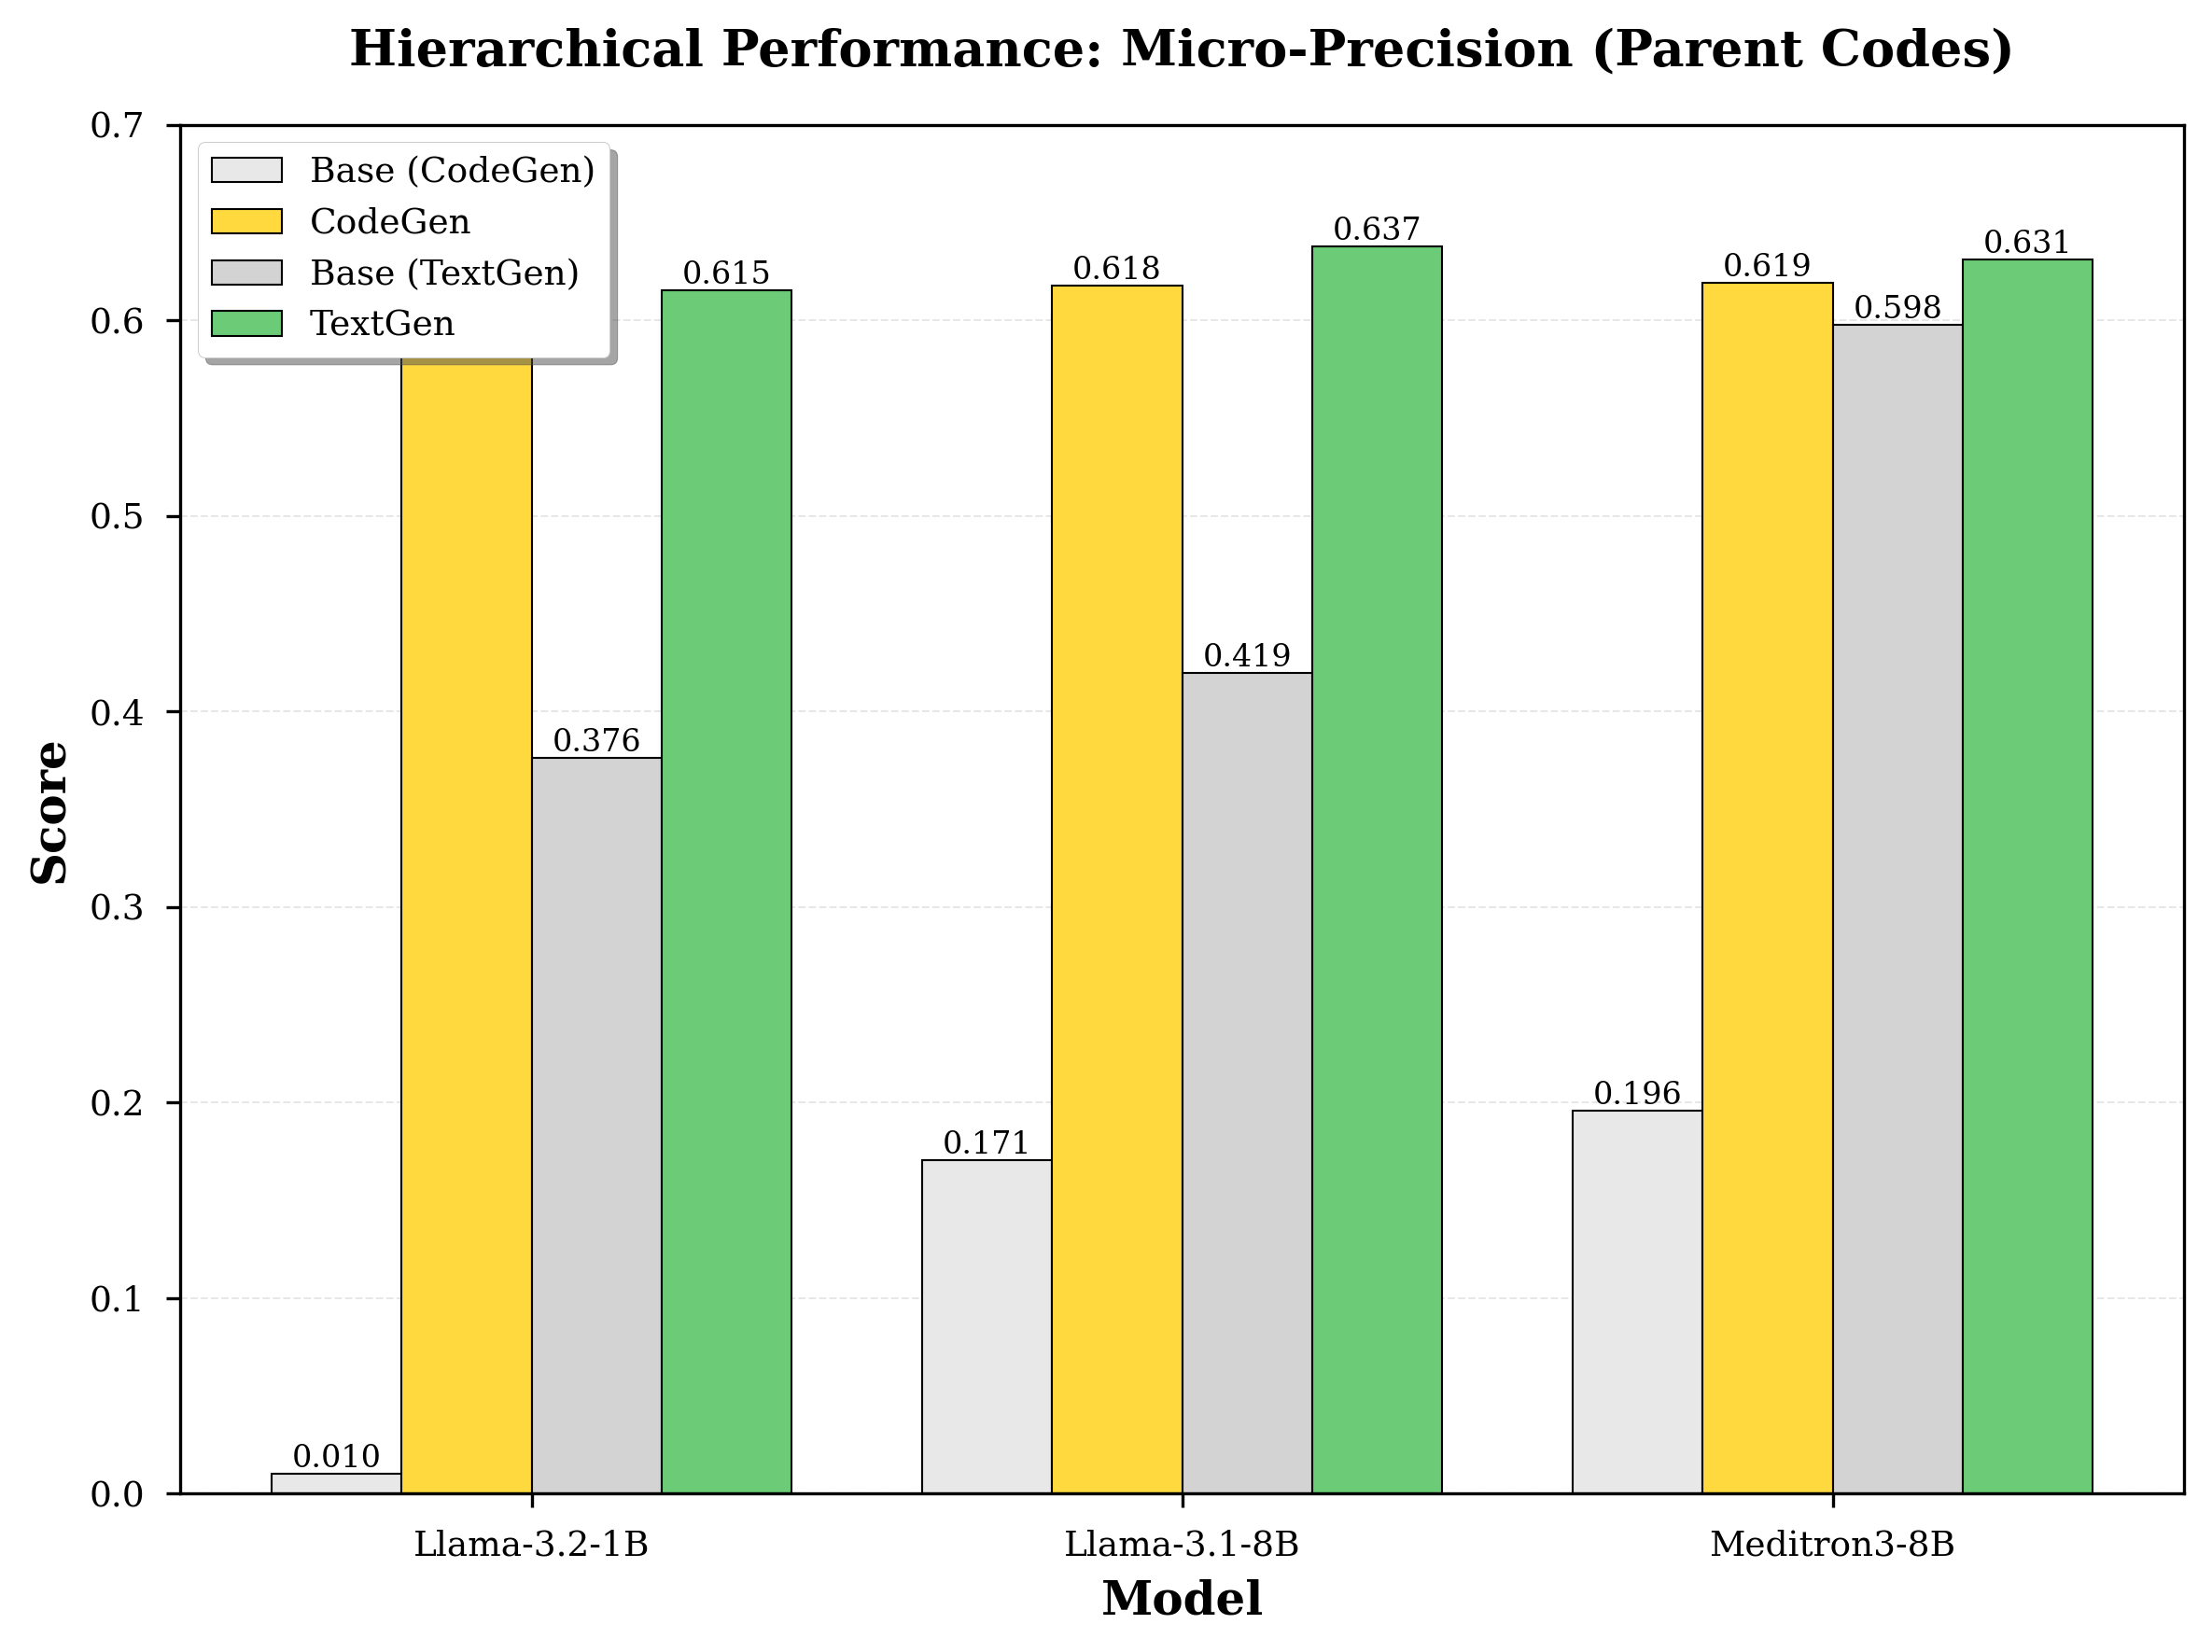 Hierarchical Performance: Micro-Precision (Parent Codes)
0.7
0.6
0.5
0.4
0.3
0.2
0.1
0.0
Score
Base (CodeGen)
CodeGen
Base (TextGen)
TextGen
0.010
0.376
0.615
0.171
0.618
0.419
0.637
0.196
0.619
0.598
0.631
Llama-3.2-1B
Llama-3.1-8B
Meditron3-8B
Model